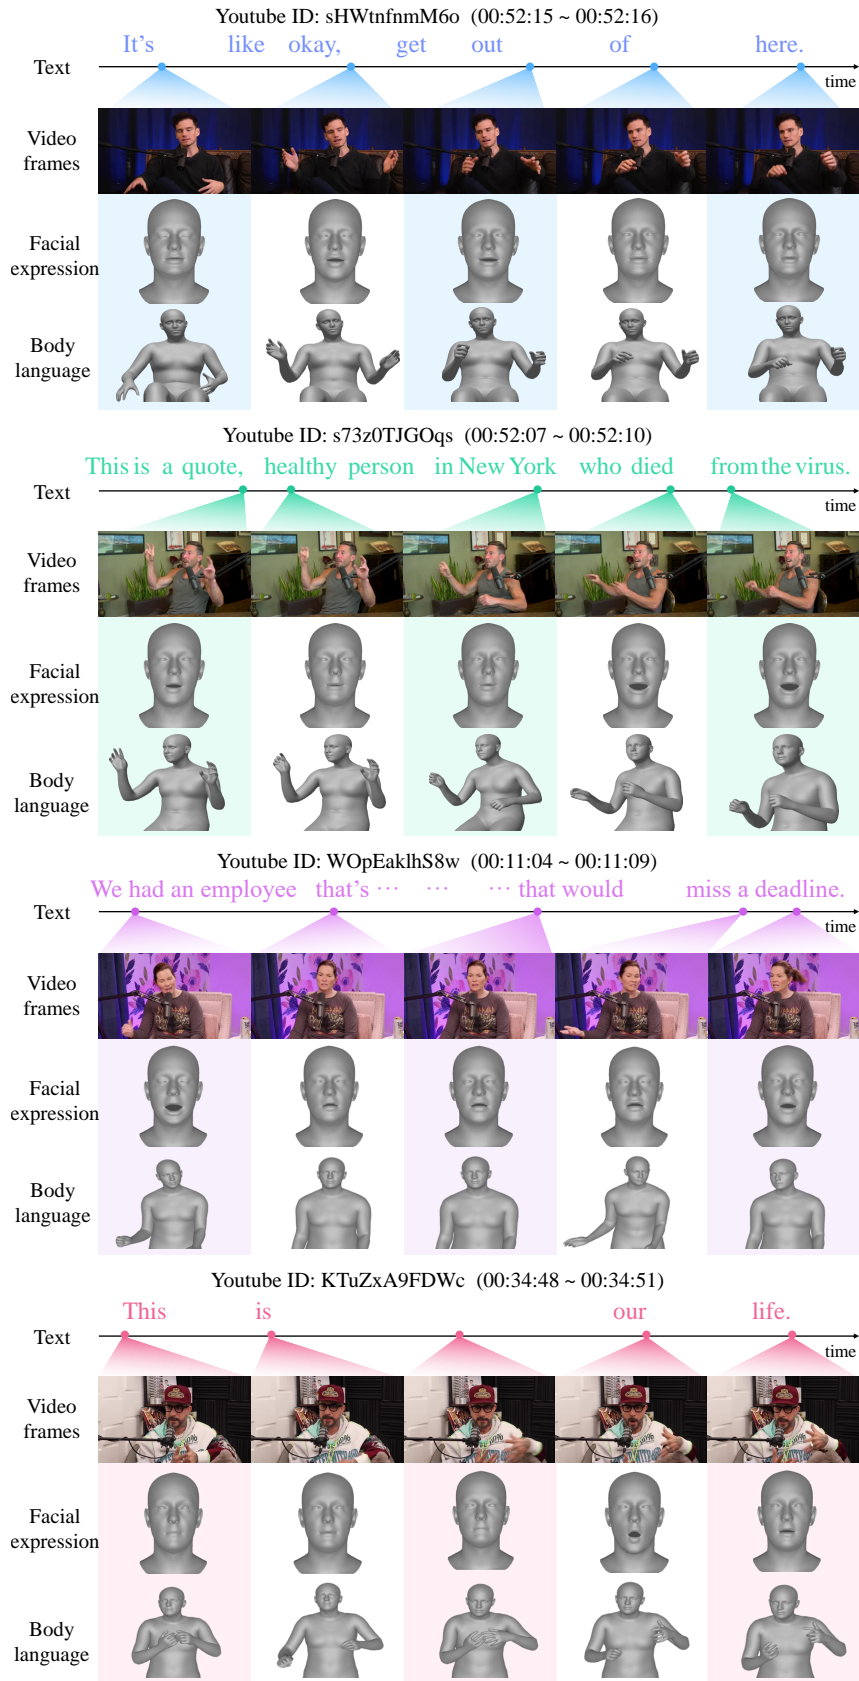 Youtube ID: sHWtnfnmM6o (00:52:15 ~ 00:52:16)
It's like okay, get out of here.
Text
time
Video frames
Facial expression
Body language
Youtube ID: s73z0TJGOqs (00:52:07 ~ 00:52:10)
This is a quote, healthy person in New York who died from the virus.
Text
time
Video frames
Facial expression
Body language
Youtube ID: WOpEaklhS8w (00:11:04 ~ 00:11:09)
We had an employee that's ··· ··· ··· that would miss a deadline.
Text
time
Video frames
Facial expression
Body language
Youtube ID: KTuZxA9FDWc (00:34:48 ~ 00:34:51)
This is our life.
Text
time
Video frames
Facial expression
Body language